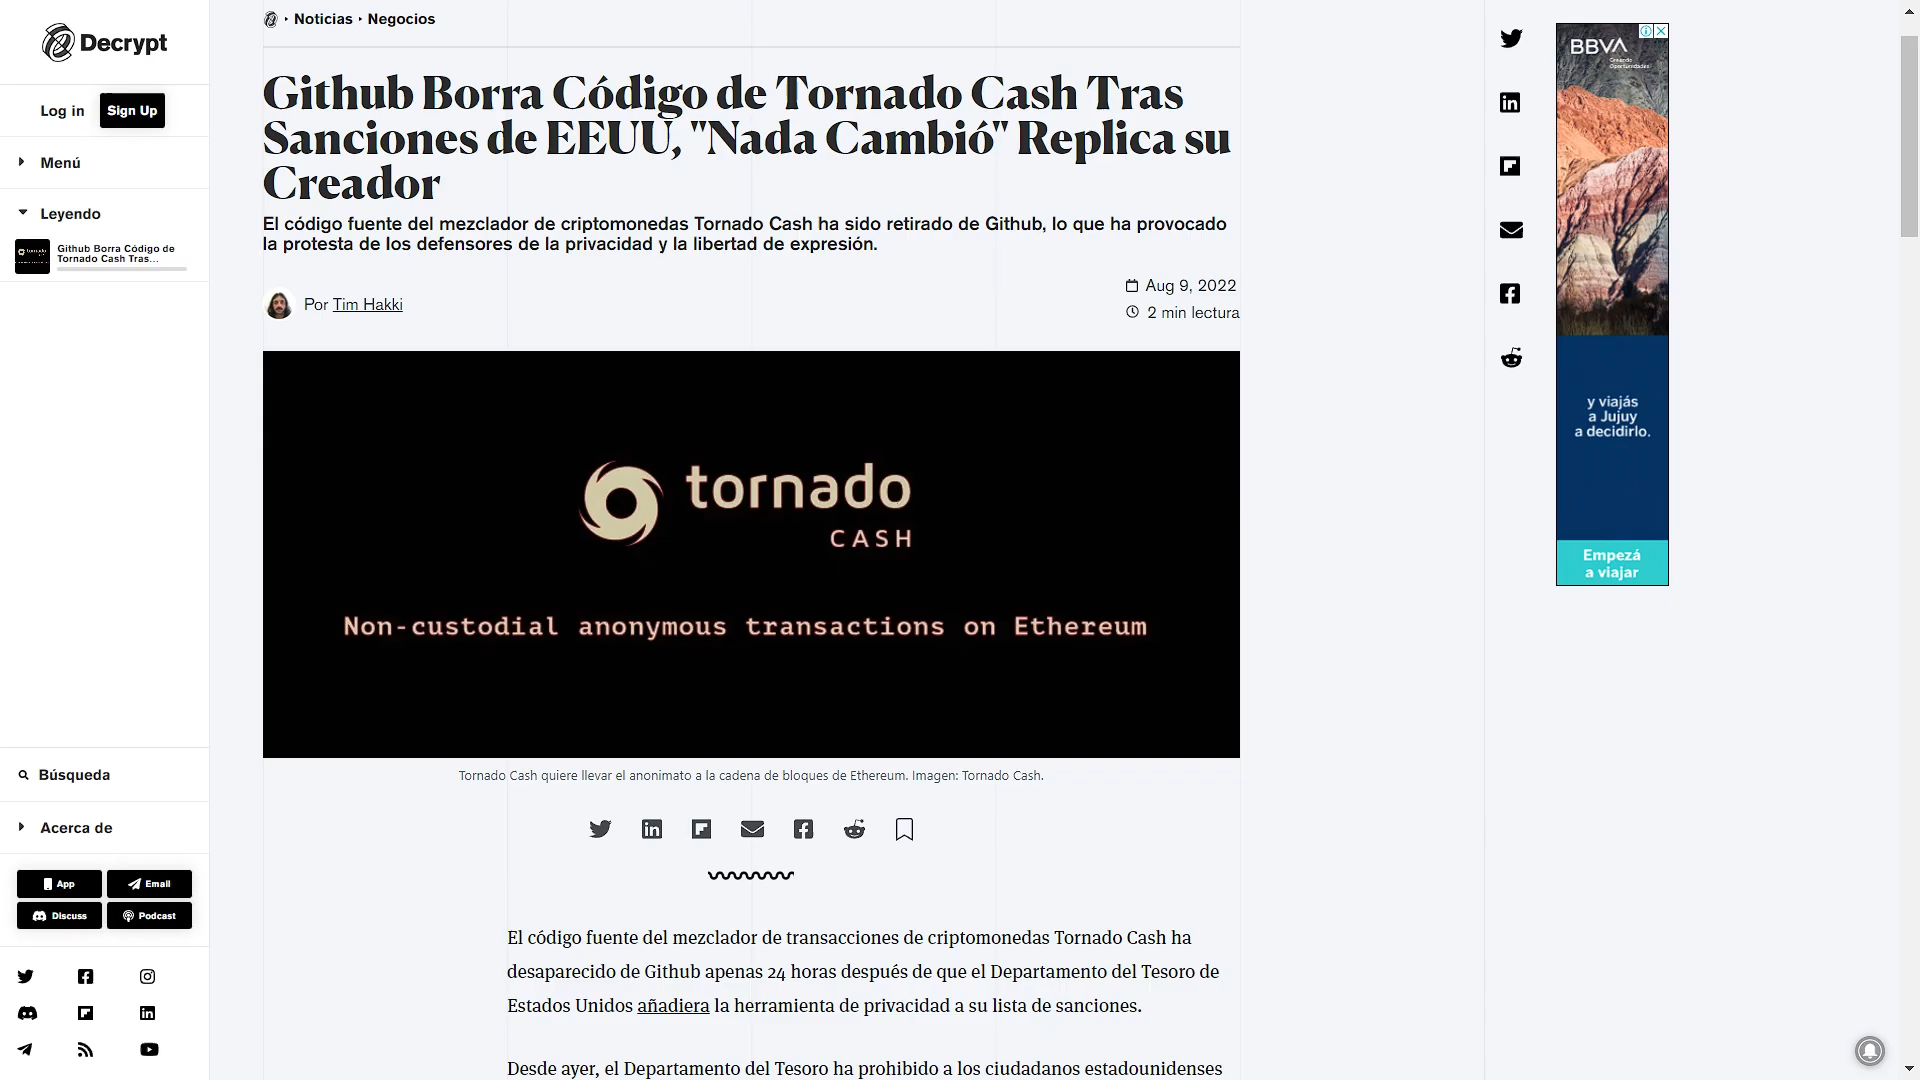 Decrypt
Log in
Sign Up
Menú
Leyendo
Github Borra Código de
Tornado Cash Tras...
Búsqueda
Acerca de
App
Email
Discuss
Podcast
Noticias
Negocios
Github Borra Código de Tornado Cash Tras
Sanciones de EEUU, "Nada Cambió" Replica su
Creador
El código fuente del mezclador de criptomonedas Tornado Cash ha sido retirado de Github, lo que ha provocado
la protesta de los defensores de la privacidad y la libertad de expresión.
Por Tim Hakki
Aug 9, 2022
2 min lectura
tornado
CASH
Non-custodial anonymous transactions on Ethereum
Tornado Cash quiere llevar el anonimato a la cadena de bloques de Ethereum. Imagen: Tornado Cash.
El código fuente del mezclador de transacciones de criptomonedas Tornado Cash ha
desaparecido de Github apenas 24 horas después de que el Departamento del Tesoro de
Estados Unidos añadiera la herramienta de privacidad a su lista de sanciones.
Desde ayer, el Departamento del Tesoro ha prohibido a los ciudadanos estadounidenses
BBVA
Creando
Oportunidades
y viajás
a Jujuy
a decidirlo.
Empezá
a viajar